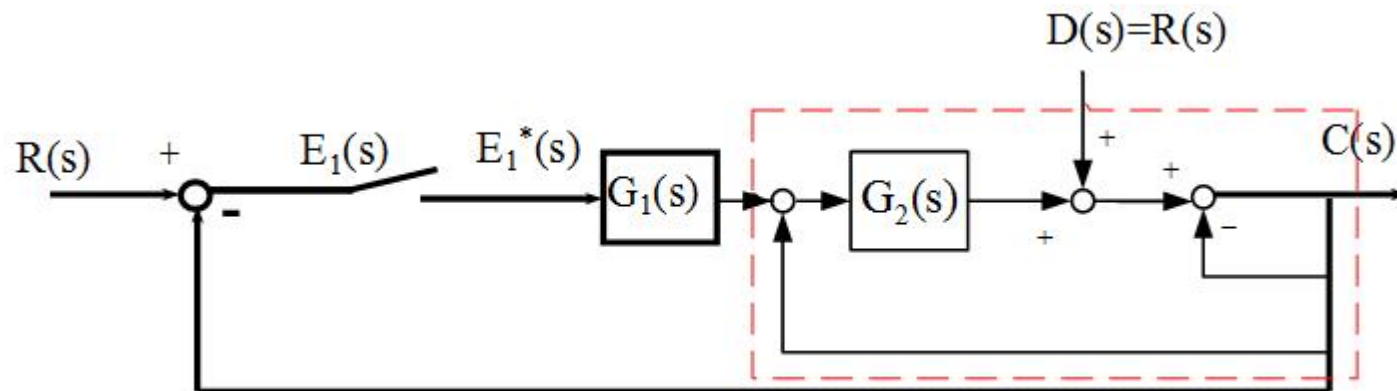 D(s)=R(s)
R(s) + E₁(s) E₁*(s) + + C(s)
G₁(s) G₂(s)
- + −